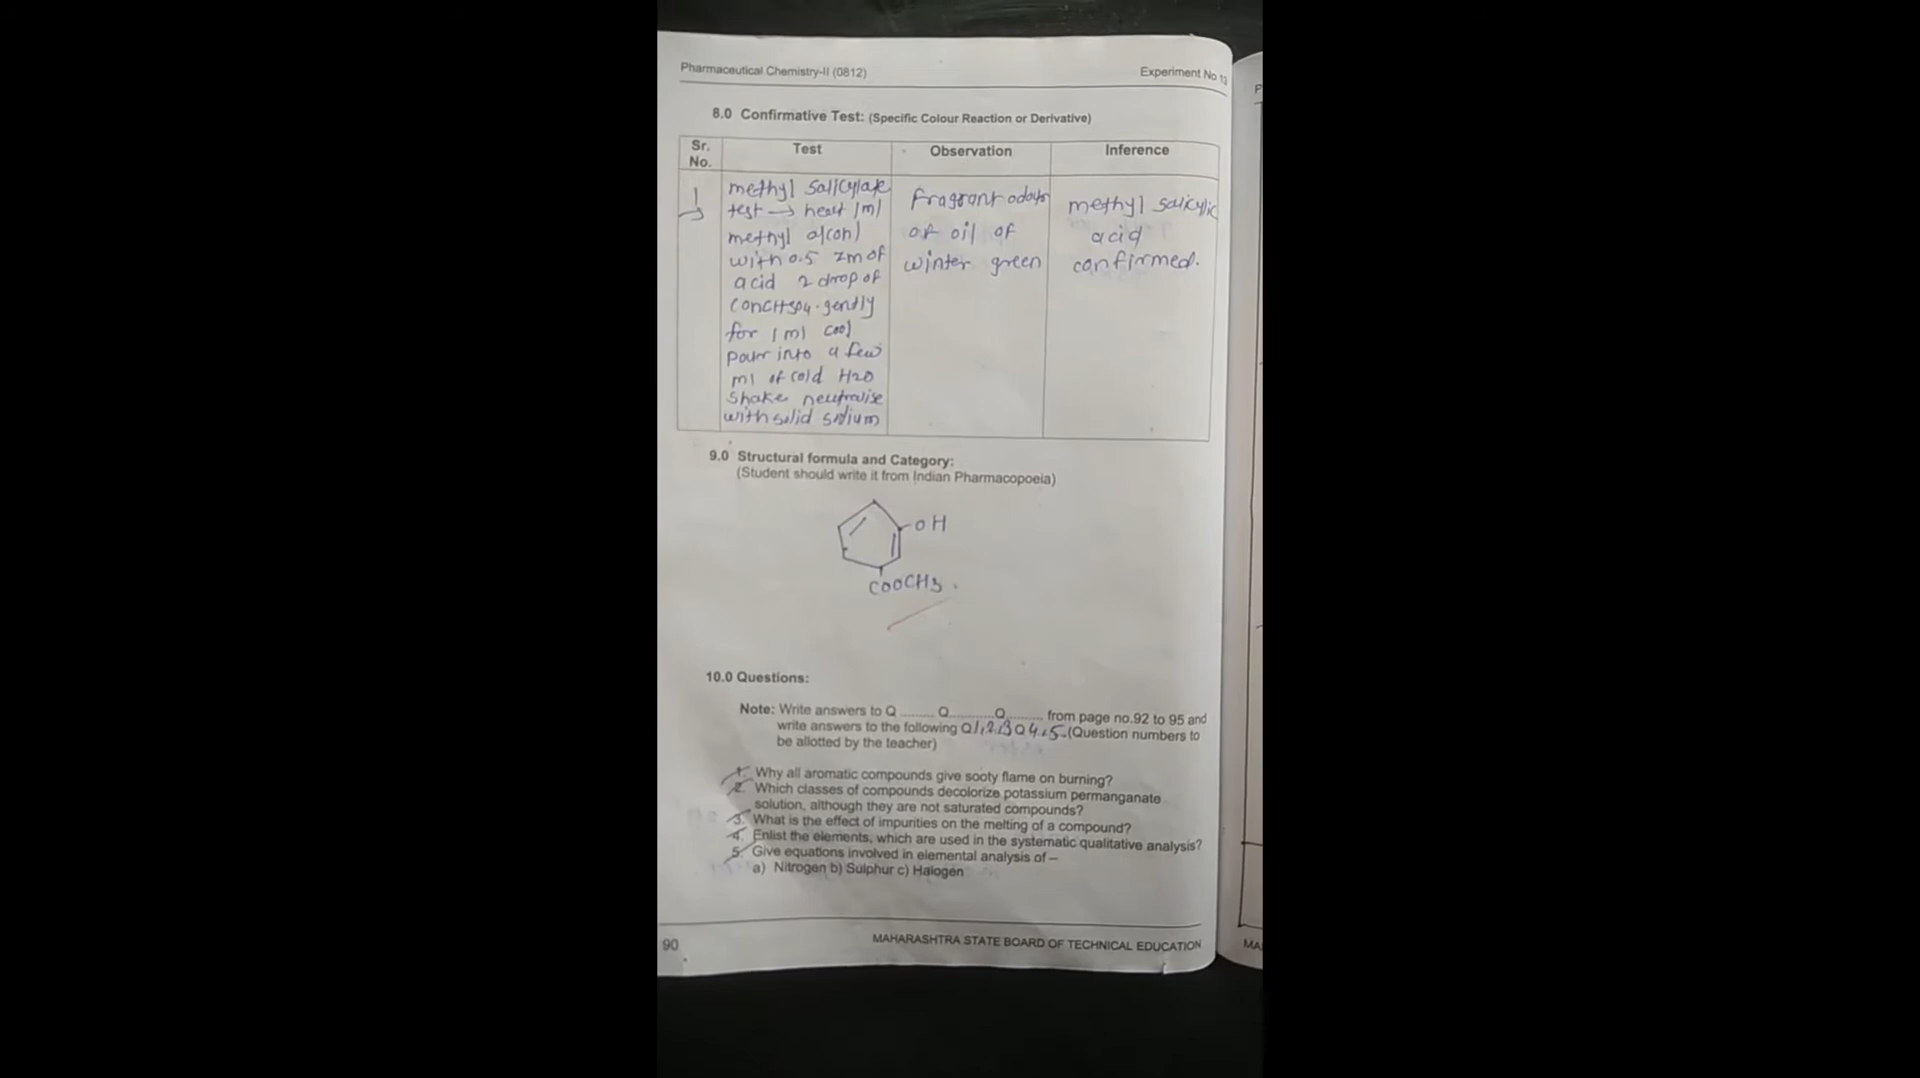 Pharmaceutical Chemistry-II (0812)
Experiment No 13
8.0 Confirmative Test: (Specific Colour Reaction or Derivative)
Sr. No.
Test
Observation
Inference
1
methyl salicylate
test → heat 1ml
methyl alcohl
with 0.5 zm of
acid 2 drop of
conc HSO4. gently
for 1 ml cool
pour into a few
ml of cold H2O
shake neutralise
with solid sodium
fragrant odour
of oil of
winter green
methyl salicylic
acid
confirmed.
9.0 Structural formula and Category:
(Student should write it from Indian Pharmacopoeia)
OH
COOCH3.
10.0 Questions:
Note: Write answers to Q ......... Q............Q.......... from page no.92 to 95 and
write answers to the following Q1,2,3 Q4,5.(Question numbers to
be allotted by the teacher)
1. Why all aromatic compounds give sooty flame on burning?
2. Which classes of compounds decolorize potassium permanganate
solution, although they are not saturated compounds?
3. What is the effect of impurities on the melting of a compound?
4. Enlist the elements, which are used in the systematic qualitative analysis?
5. Give equations involved in elemental analysis of –
a) Nitrogen b) Sulphur c) Halogen
90
MAHARASHTRA STATE BOARD OF TECHNICAL EDUCATION
P
MA